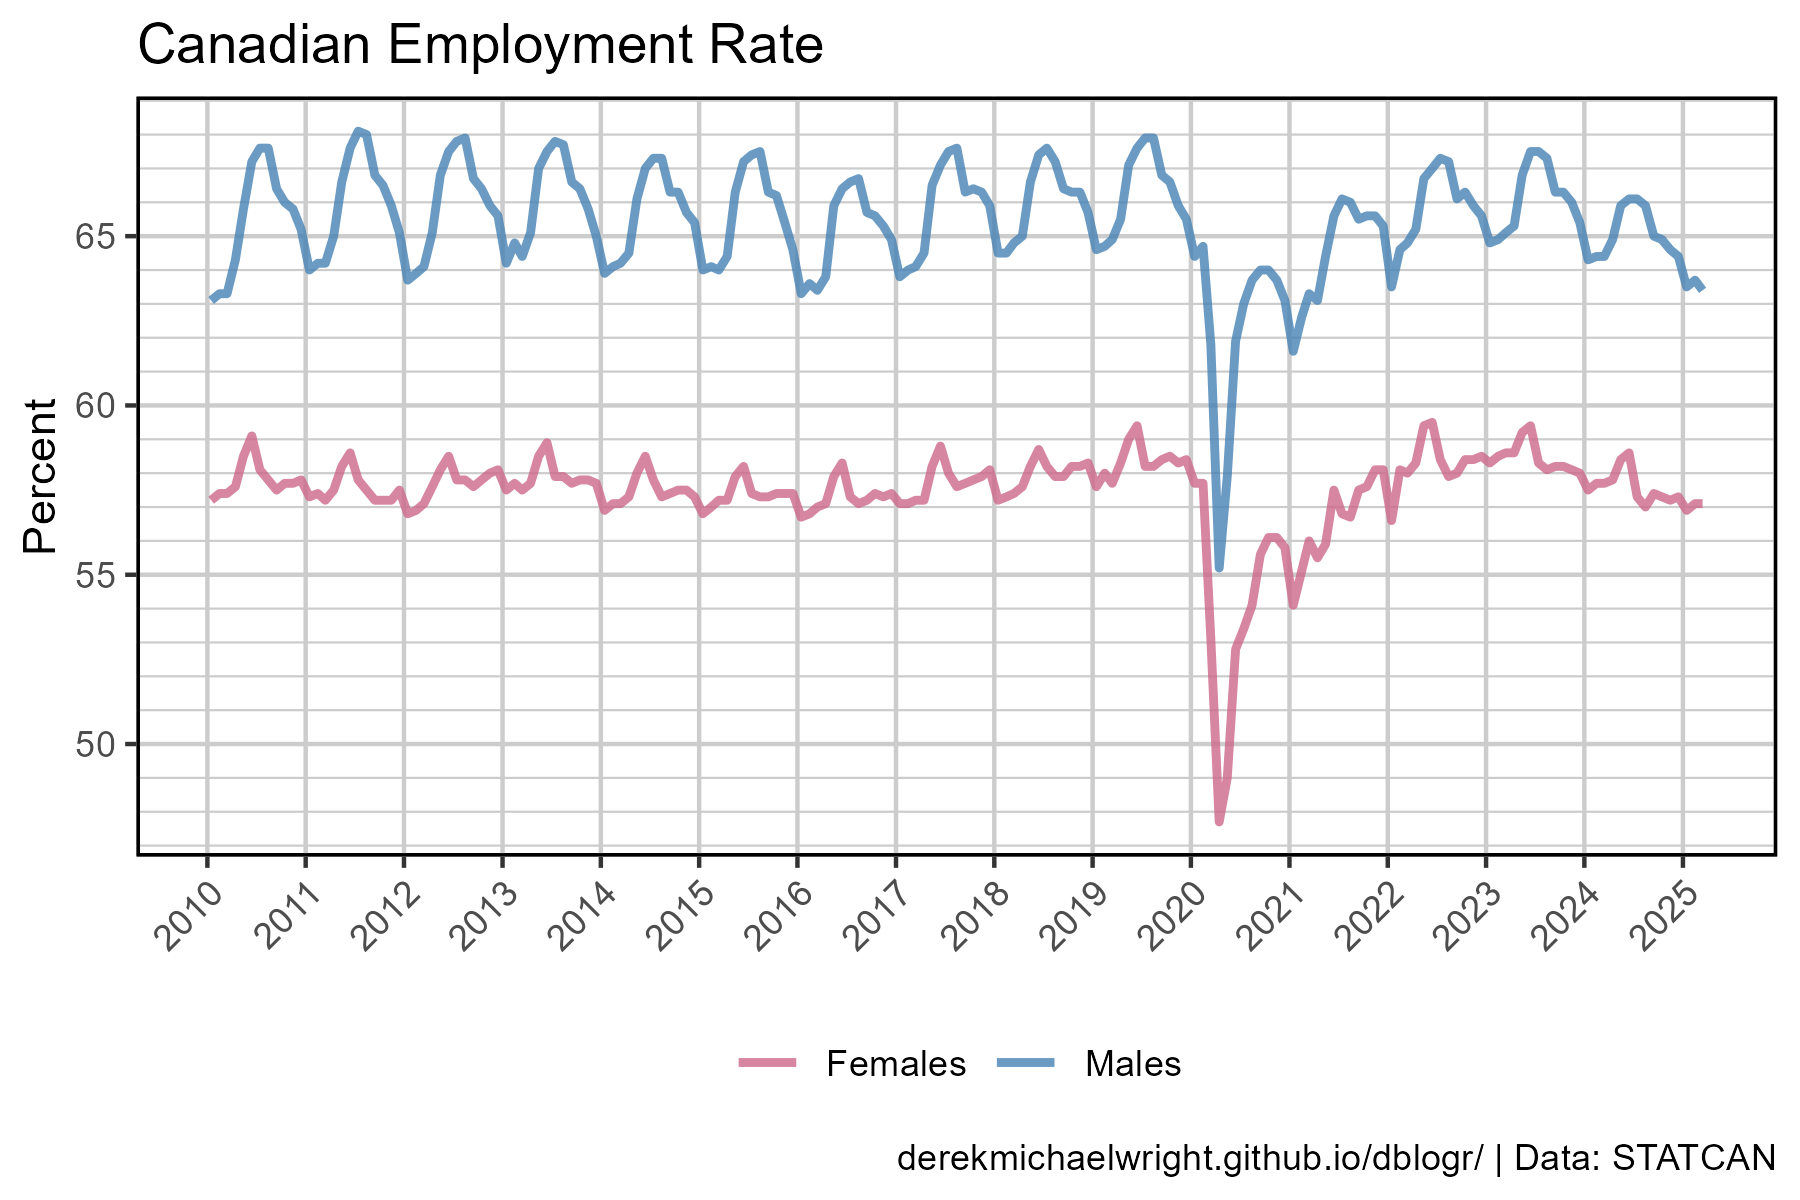 Canadian Employment Rate
Percent
65
60
55
50
2010 2011 2012 2013 2014 2015 2016 2017 2018 2019 2020 2021 2022 2023 2024 2025
Females Males
derekmichaelwright.github.io/dblogr/ | Data: STATCAN